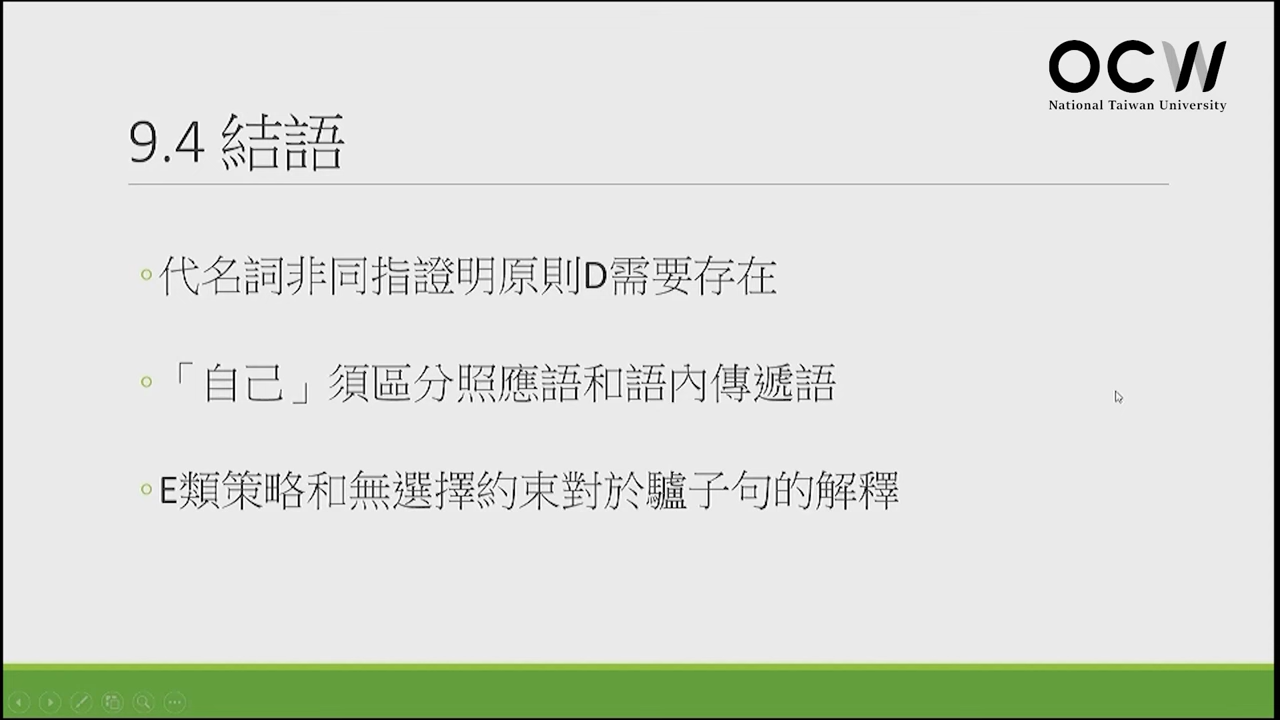 OCW
National Taiwan University
9.4 結語
代名詞非同指證明原則D需要存在
「自己」須區分照應語和語內傳遞語
E類策略和無選擇約束對於驢子句的解釋